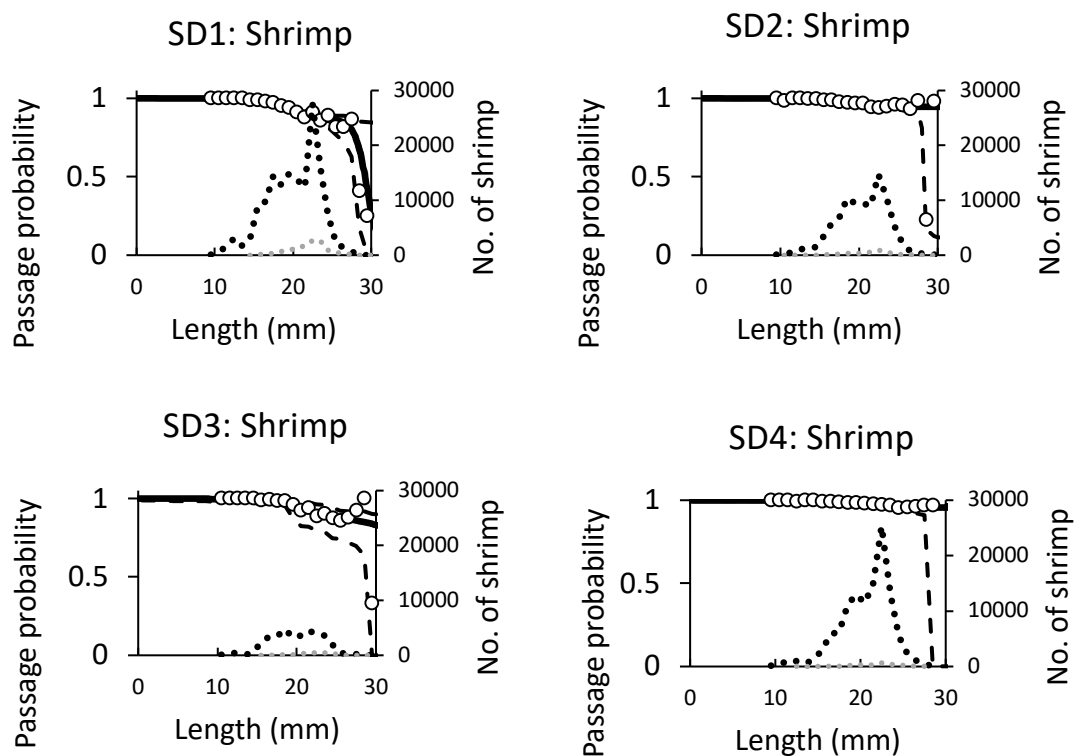 SD1: Shrimp
Passage probability
1
0.5
0
30000
20000
10000
0
No. of shrimp
0 10 20 30
Length (mm)
SD2: Shrimp
Passage probability
1
0.5
0
30000
20000
10000
0
No. of shrimp
0 10 20 30
Length (mm)
SD3: Shrimp
Passage probability
1
0.5
0
30000
20000
10000
0
No. of shrimp
0 10 20 30
Length (mm)
SD4: Shrimp
Passage probability
1
0.5
0
30000
20000
10000
0
No. of shrimp
0 10 20 30
Length (mm)